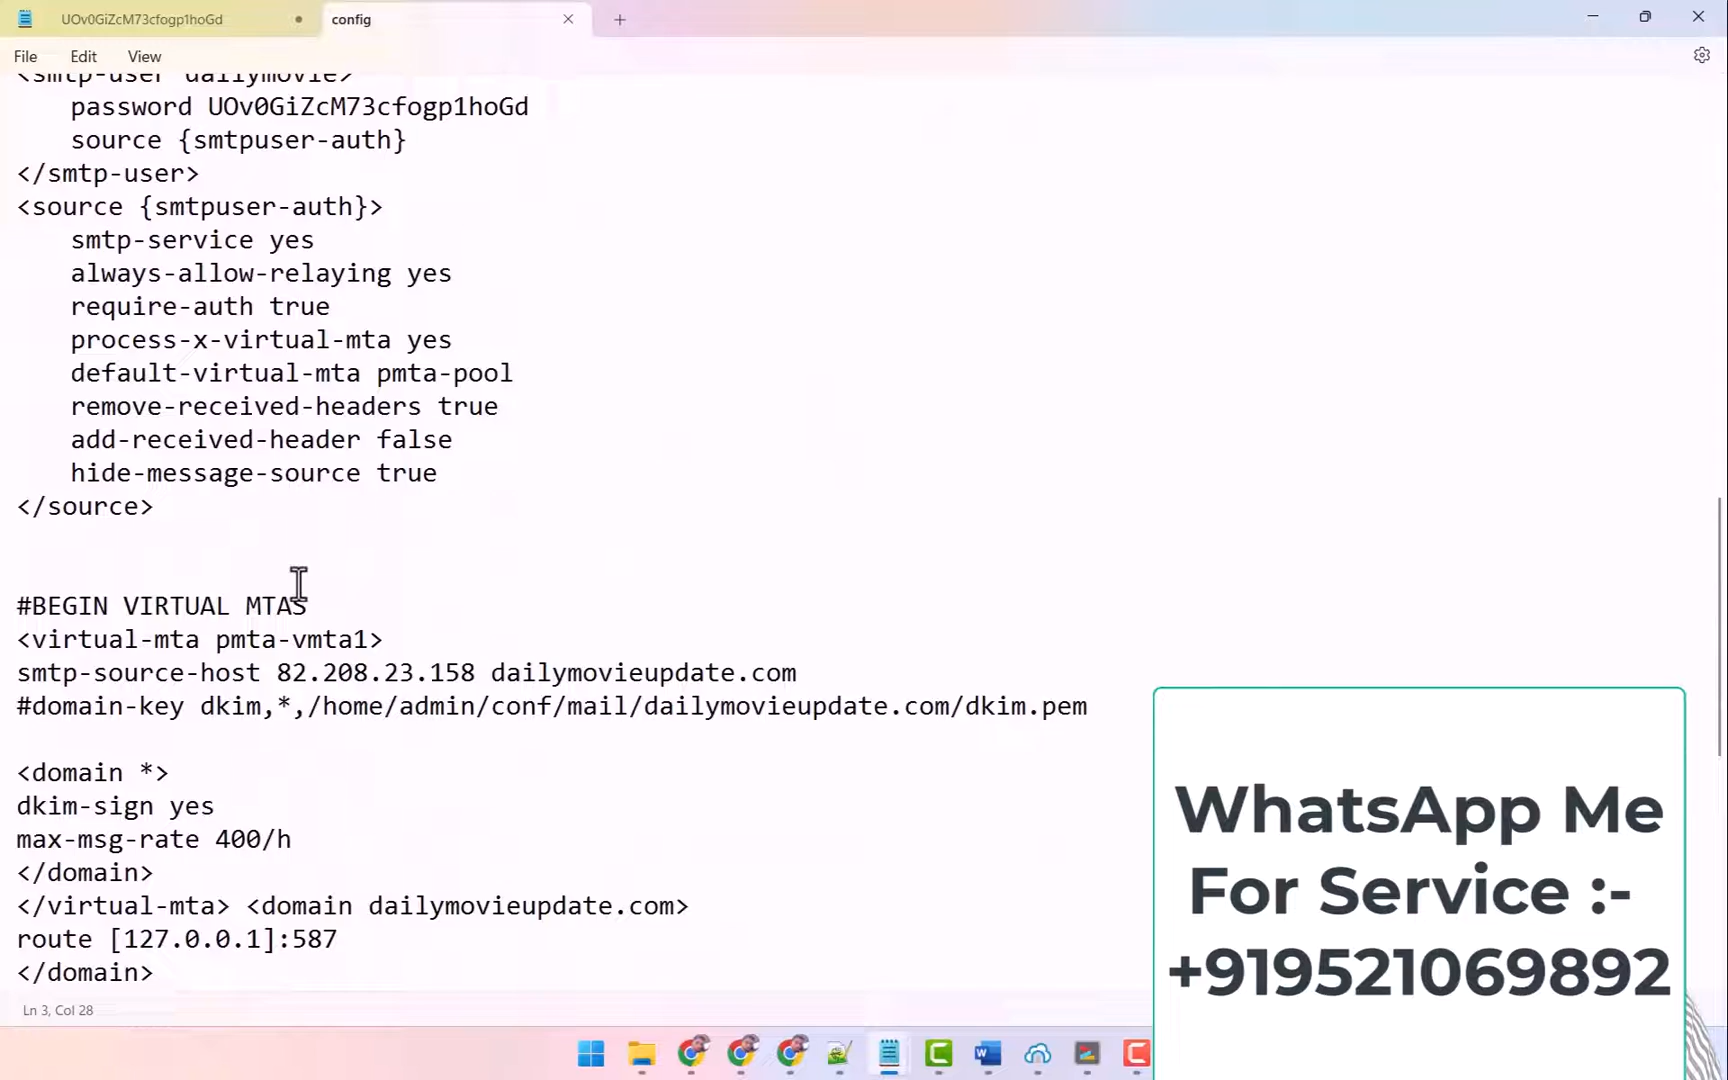 UOv0GiZcM73cfogp1hoGd
config
File Edit View
<smtp-user dailymovie>
password UOv0GiZcM73cfogp1hoGd
source {smtpuser-auth}
</smtp-user>
<source {smtpuser-auth}>
smtp-service yes
always-allow-relaying yes
require-auth true
process-x-virtual-mta yes
default-virtual-mta pmta-pool
remove-received-headers true
add-received-header false
hide-message-source true
</source>
#BEGIN VIRTUAL MTAS
<virtual-mta pmta-vmta1>
smtp-source-host 82.208.23.158 dailymovieupdate.com
#domain-key dkim,*,/home/admin/conf/mail/dailymovieupdate.com/dkim.pem
<domain *>
dkim-sign yes
max-msg-rate 400/h
</domain>
</virtual-mta> <domain dailymovieupdate.com>
route [127.0.0.1]:587
</domain>
Ln 3, Col 28
WhatsApp Me
For Service :-
+919521069892